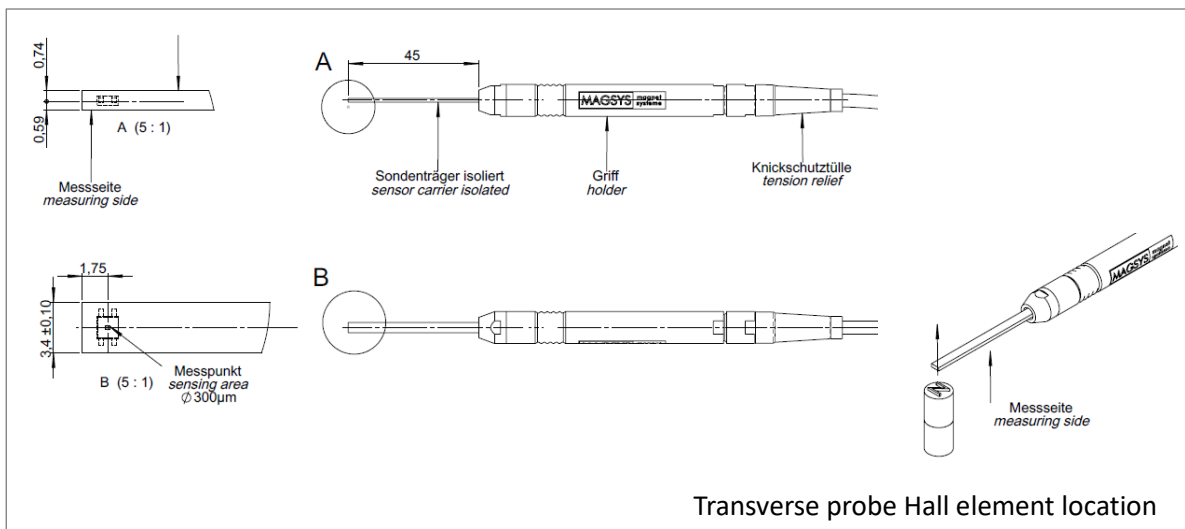 0,74
0,59
A (5 : 1)
Messseite
measuring side
A
45
MAGSYS magnet
systeme
Sondenträger isoliert
sensor carrier isolated
Griff
holder
Knickschutztülle
tension relief
1,75
3,4 ±0,10
B (5 : 1)
Messpunkt
sensing area
∅300µm
B
MAGSYS magnet
systeme
N
Messseite
measuring side
Transverse probe Hall element location